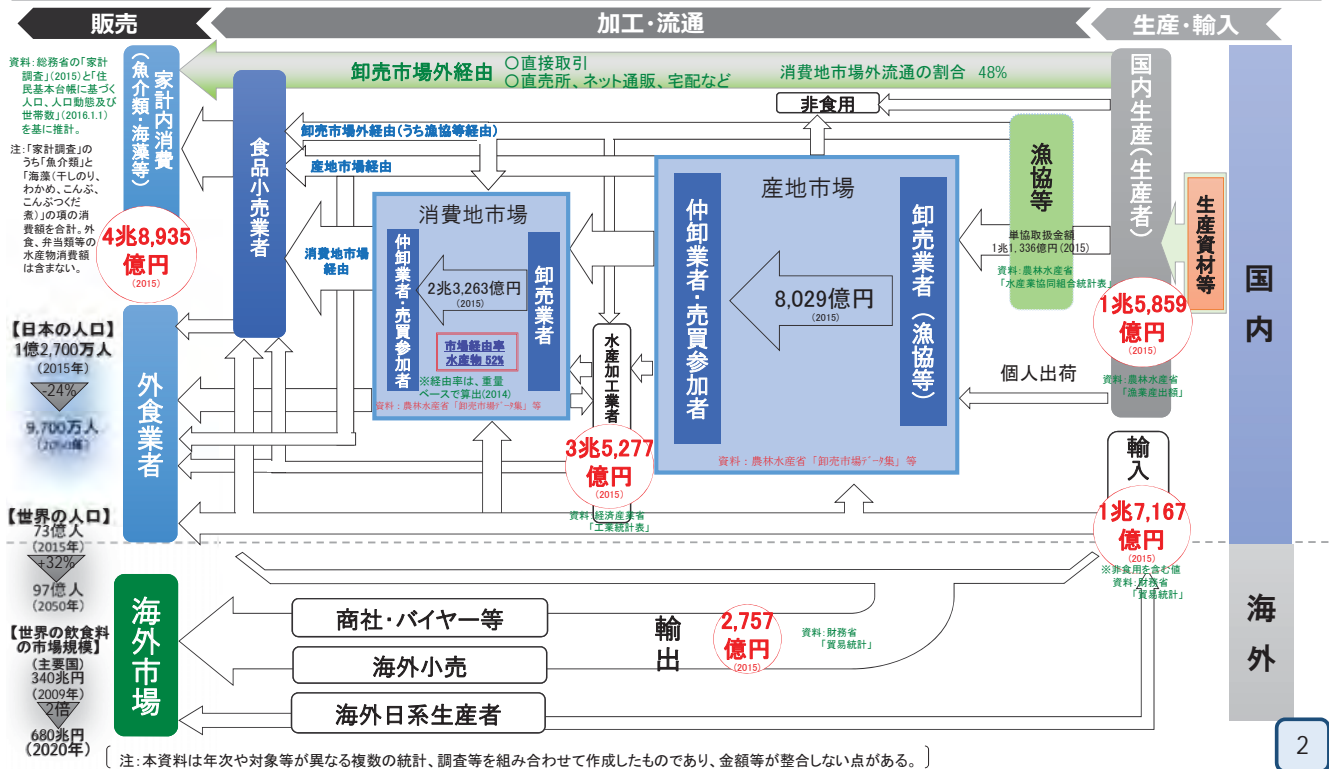 販売
加工・流通
生産・輸入
資料:総務省の「家計
調査」(2015)と「住
民基本台帳に基づく
人口、人口動態及び
世帯数」(2016.1.1)
を基に推計。
注:「家計調査」の
うち「魚介類」と
「海藻(干しのり、
わかめ、こんぶ、
こんぶつくだ
煮)」の項の消
費額を合計。外
食、弁当類等の
水産物消費額
は含まない。
家計内消費
(魚介類・海藻等)
4兆8,935
億円
(2015)
卸売市場外経由
○直接取引
○直売所、ネット通販、宅配など
消費地市場外流通の割合 48%
非食用
国内生産(生産者)
食品小売業者
卸売市場外経由(うち漁協等経由)
産地市場経由
消費地市場
経由
消費地市場
仲卸業者・売買参加者
2兆3,263億円
(2015)
卸売業者
市場経由率
水産物 52%
※経由率は、重量
ベースで算出(2014)
資料:農林水産省「卸売市場データ集」等
産地市場
仲卸業者・売買参加者
8,029億円
(2015)
卸売業者(漁協等)
資料:農林水産省「卸売市場データ集」等
漁協等
単協取扱金額
1兆1,336億円(2015)
資料:農林水産省
「水産業協同組合統計表」
生産資材等
1兆5,859
億円
(2015)
資料:農林水産省
「漁業産出額」
個人出荷
国内
水産加工業者
3兆5,277
億円
(2015)
資料:経済産業省
「工業統計表」
【日本の人口】
1億2,700万人
(2015年)
-24%
9,700万人
(2050年)
外食業者
輸入
1兆7,167
億円
(2015)
※非食用を含む値
資料:財務省
「貿易統計」
【世界の人口】
73億人
(2015年)
+32%
97億人
(2050年)
【世界の飲食料
の市場規模】
(主要国)
340兆円
(2009年)
2倍
680兆円
(2020年)
海外市場
商社・バイヤー等
海外小売
海外日系生産者
輸出
2,757
億円
(2015)
資料:財務省
「貿易統計」
海外
注:本資料は年次や対象等が異なる複数の統計、調査等を組み合わせて作成したものであり、金額等が整合しない点がある。
2